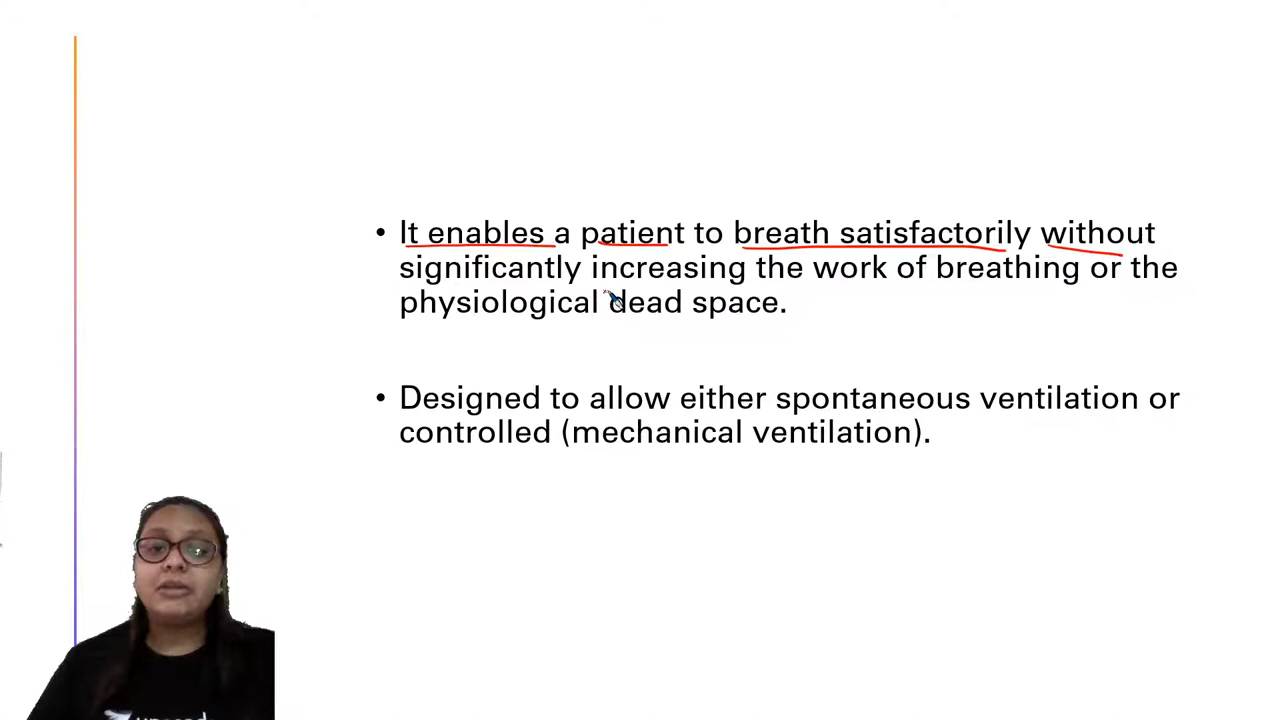 • It enables a patient to breath satisfactorily without
significantly increasing the work of breathing or the
physiological dead space.
• Designed to allow either spontaneous ventilation or
controlled (mechanical ventilation).